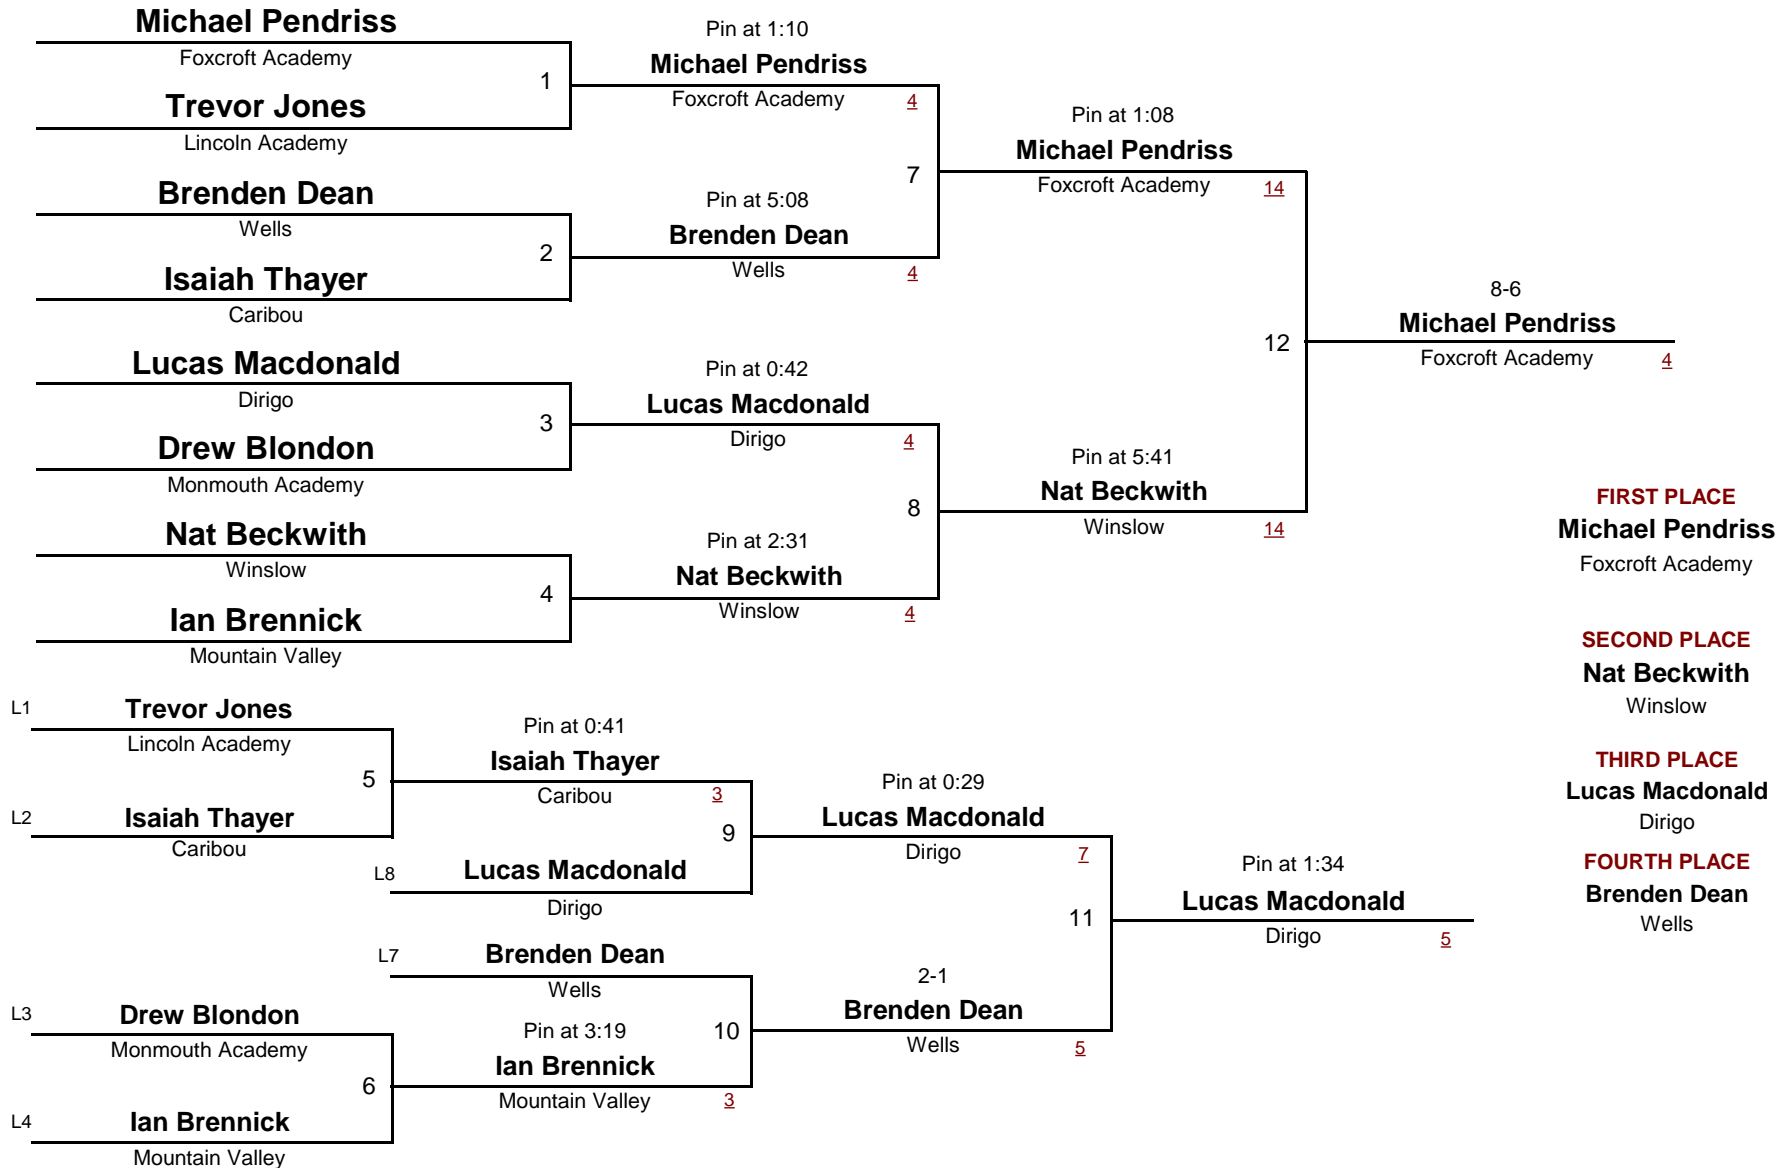 Michael Pendriss
Foxcroft Academy
1
Trevor Jones
Lincoln Academy
Brenden Dean
Wells
2
Isaiah Thayer
Caribou
Lucas Macdonald
Dirigo
3
Drew Blondon
Monmouth Academy
Nat Beckwith
Winslow
4
Ian Brennick
Mountain Valley
Pin at 1:10
Michael Pendriss
Foxcroft Academy 4
7
Pin at 5:08
Brenden Dean
Wells 4
Pin at 0:42
Lucas Macdonald
Dirigo 4
8
Pin at 2:31
Nat Beckwith
Winslow 4
Pin at 1:08
Michael Pendriss
Foxcroft Academy 14
12
Pin at 5:41
Nat Beckwith
Winslow 14
8-6
Michael Pendriss
Foxcroft Academy 4
FIRST PLACE
Michael Pendriss
Foxcroft Academy
SECOND PLACE
Nat Beckwith
Winslow
THIRD PLACE
Lucas Macdonald
Dirigo
FOURTH PLACE
Brenden Dean
Wells
L1 Trevor Jones
Lincoln Academy
5
L2 Isaiah Thayer
Caribou
Pin at 0:41
Isaiah Thayer
Caribou 3
9
L8 Lucas Macdonald
Dirigo
L7 Brenden Dean
Wells
10
L3 Drew Blondon
Monmouth Academy
6
L4 Ian Brennick
Mountain Valley
Pin at 3:19
Ian Brennick
Mountain Valley 3
Pin at 0:29
Lucas Macdonald
Dirigo 7
11
2-1
Brenden Dean
Wells 5
Pin at 1:34
Lucas Macdonald
Dirigo 5